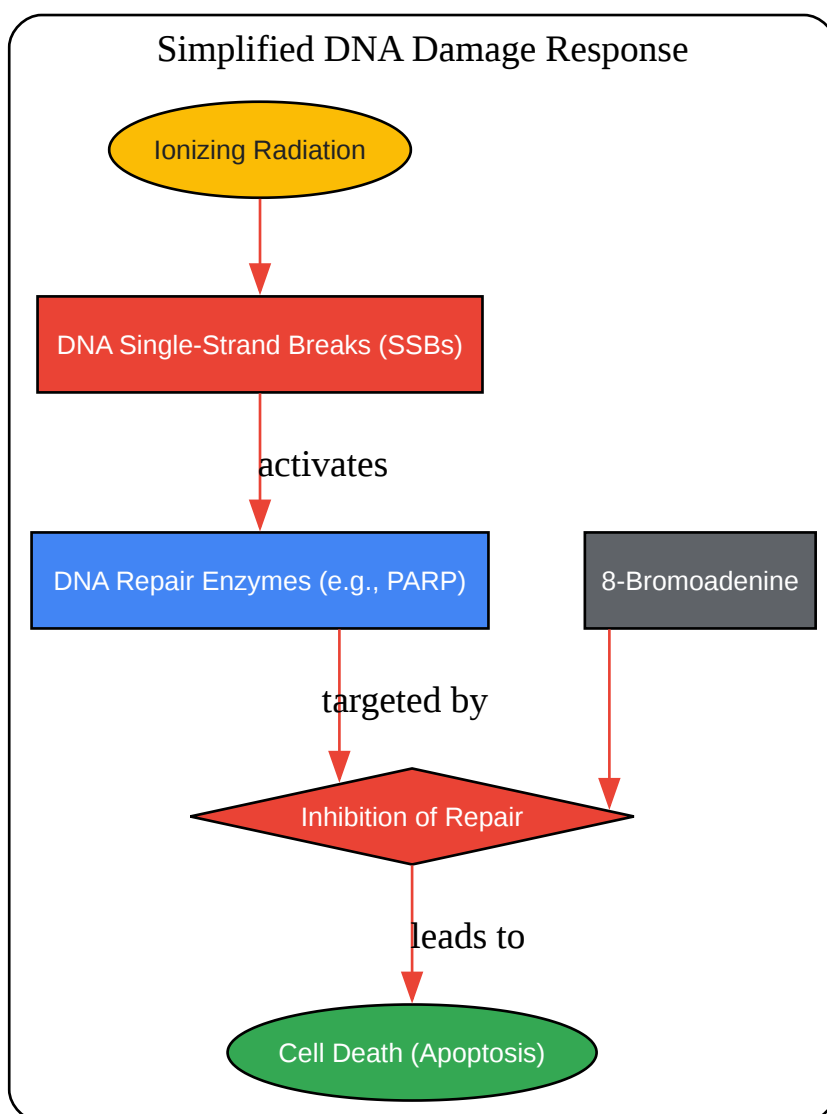 Simplified DNA Damage Response
Ionizing Radiation
DNA Single-Strand Breaks (SSBs)
activates
DNA Repair Enzymes (e.g., PARP)
8-Bromoadenine
targeted by
Inhibition of Repair
leads to
Cell Death (Apoptosis)